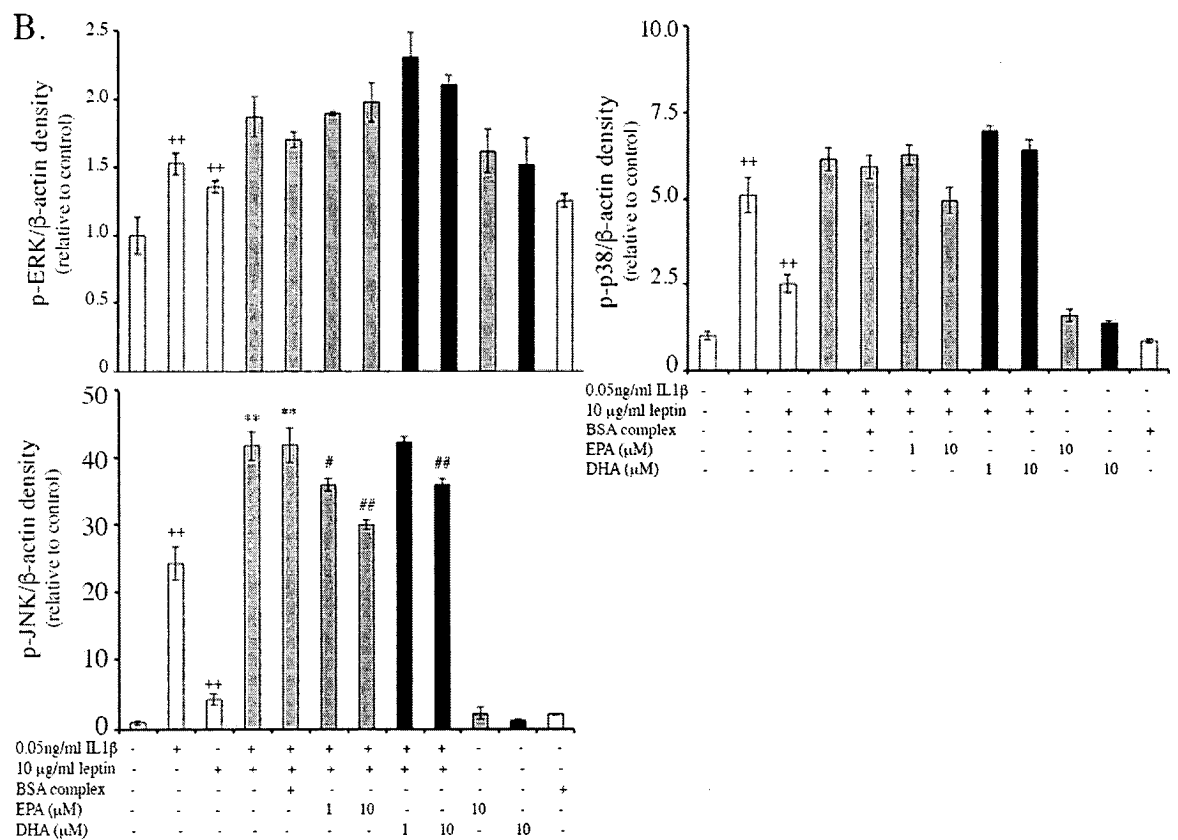 B.
p-ERK/β-actin density
(relative to control)
2.5
2.0
1.5
1.0
0.5
0
++
++
p-p38/β-actin density
(relative to control)
10.0
7.5
5.0
2.5
0
++
++
0.05ng/ml IL1β - + - + + + + + + - - -
10 µg/ml leptin - - + + + + + + + - - -
BSA complex - - - - + - - - - - - +
EPA (µM) - - - - - 1 10 - - 10 - -
DHA (µM) - - - - - - - 1 10 - 10 -
p-JNK/β-actin density
(relative to control)
50
40
30
20
10
0
++
++
**
**
#
##
##
0.05ng/ml IL1β - + - + + + + + + - - -
10 µg/ml leptin - - + + + + + + + - - -
BSA complex - - - - + - - - - - - +
EPA (µM) - - - - - 1 10 - - 10 - -
DHA (µM) - - - - - - - 1 10 - 10 -